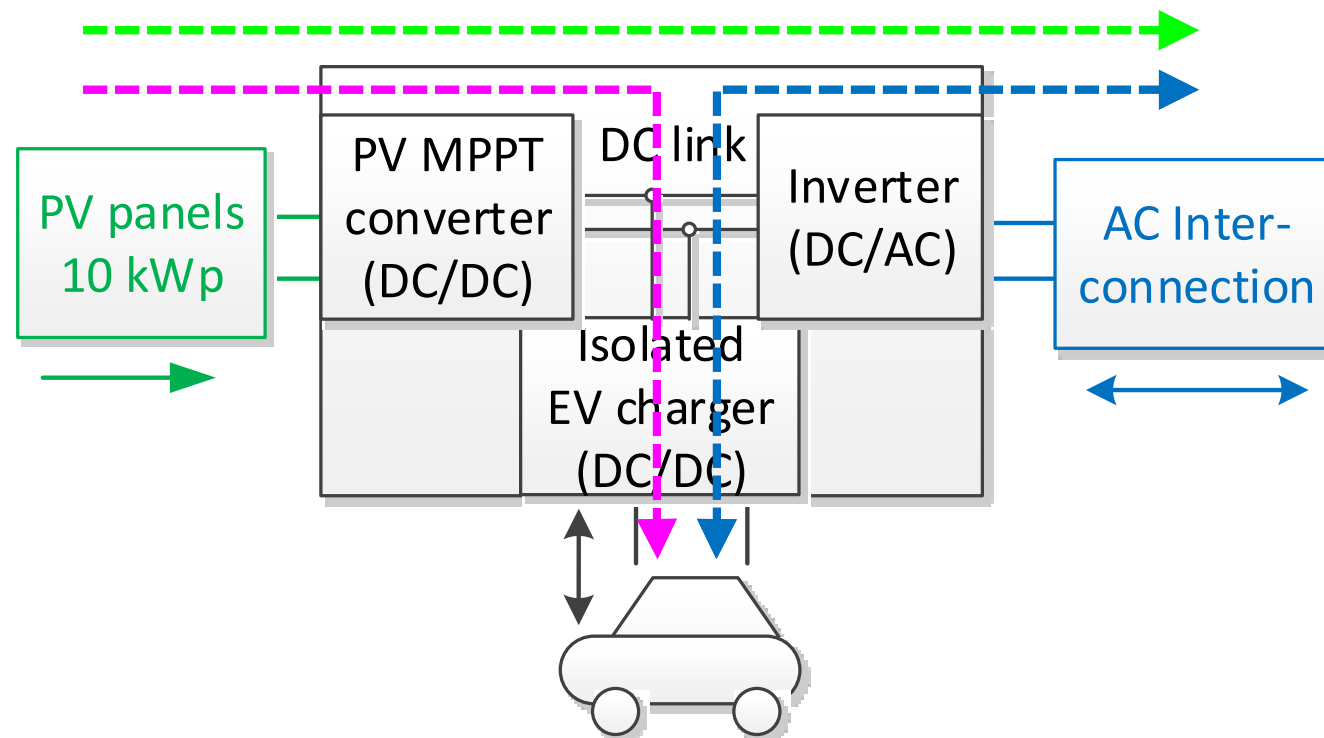 PV panels
10 kWp
PV MPPT
converter
(DC/DC)
DC link
Inverter
(DC/AC)
AC Inter-
connection
Isolated
EV charger
(DC/DC)